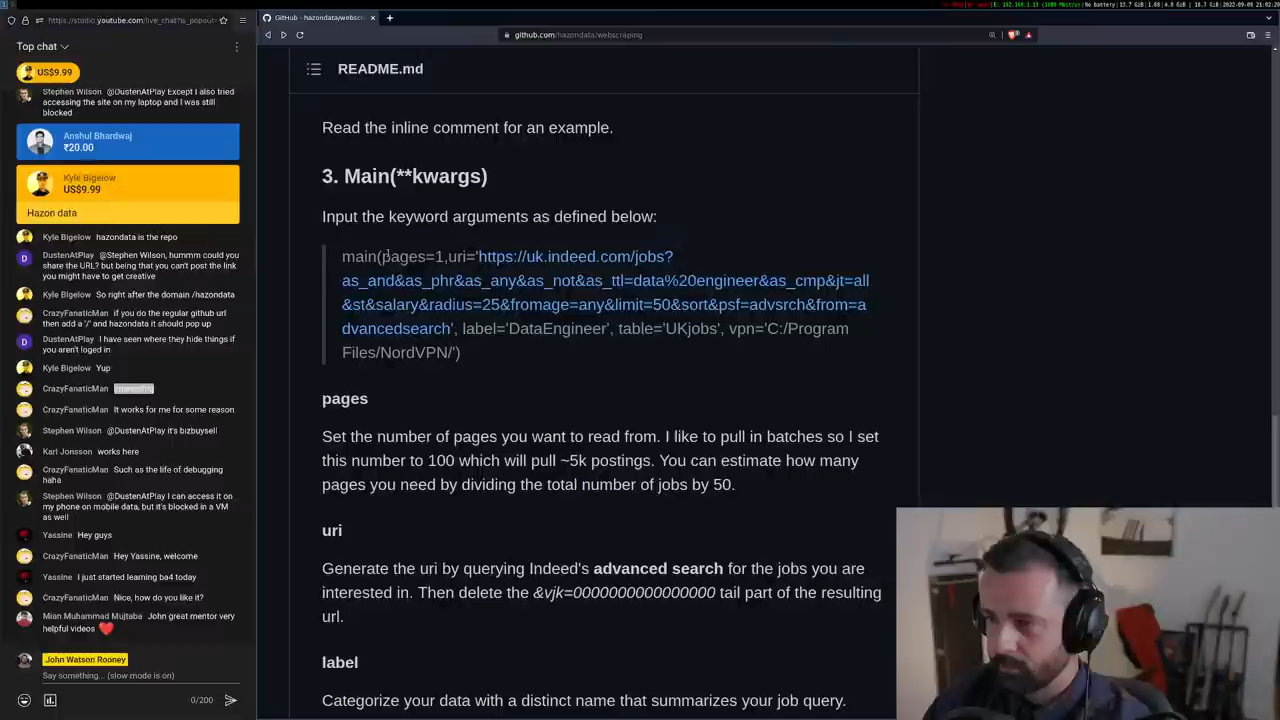 https://studio.youtube.com/live_chat?is_popout=
Top chat
US$9.99
Stephen Wilson @DustenAtPlay Except I also tried
accessing the site on my laptop and I was still
blocked
Anshul Bhardwaj
₹20.00
Kyle Bigelow
US$9.99
Hazon data
Kyle Bigelow hazondata is the repo
DustenAtPlay @Stephen Wilson, hummm could you
share the URL? but being that you can't post the link
you might have to get creative
Kyle Bigelow So right after the domain /hazondata
CrazyFanaticMan if you do the regular github url
then add a '/' and hazondata it should pop up
DustenAtPlay I have seen where they hide things if
you aren't loged in
Kyle Bigelow Yup
CrazyFanaticMan
CrazyFanaticMan It works for me for some reason
Stephen Wilson @DustenAtPlay it's bizbuysell
Karl Jonsson works here
CrazyFanaticMan Such as the life of debugging
haha
Stephen Wilson @DustenAtPlay I can access it on
my phone on mobile data, but it's blocked in a VM
as well
Yassine Hey guys
CrazyFanaticMan Hey Yassine, welcome
Yassine I just started learning ba4 today
CrazyFanaticMan Nice, how do you like it?
Mian Muhammad Mujtaba John great mentor very
helpful videos ❤
John Watson Rooney
Say something... (slow mode is on)
0/200
GitHub - hazondata/webscra
github.com/hazondata/webscraping
README.md
Read the inline comment for an example.
3. Main(**kwargs)
Input the keyword arguments as defined below:
main(pages=1,uri='https://uk.indeed.com/jobs?
as_and&as_phr&as_any&as_not&as_ttl=data%20engineer&as_cmp&jt=all
&st&salary&radius=25&fromage=any&limit=50&sort&psf=advsrch&from=a
dvancedsearch', label='DataEngineer', table='UKjobs', vpn='C:/Program
Files/NordVPN/')
pages
Set the number of pages you want to read from. I like to pull in batches so I set
this number to 100 which will pull ~5k postings. You can estimate how many
pages you need by dividing the total number of jobs by 50.
uri
Generate the uri by querying Indeed's advanced search for the jobs you are
interested in. Then delete the &vjk=0000000000000000 tail part of the resulting
url.
label
Categorize your data with a distinct name that summarizes your job query.